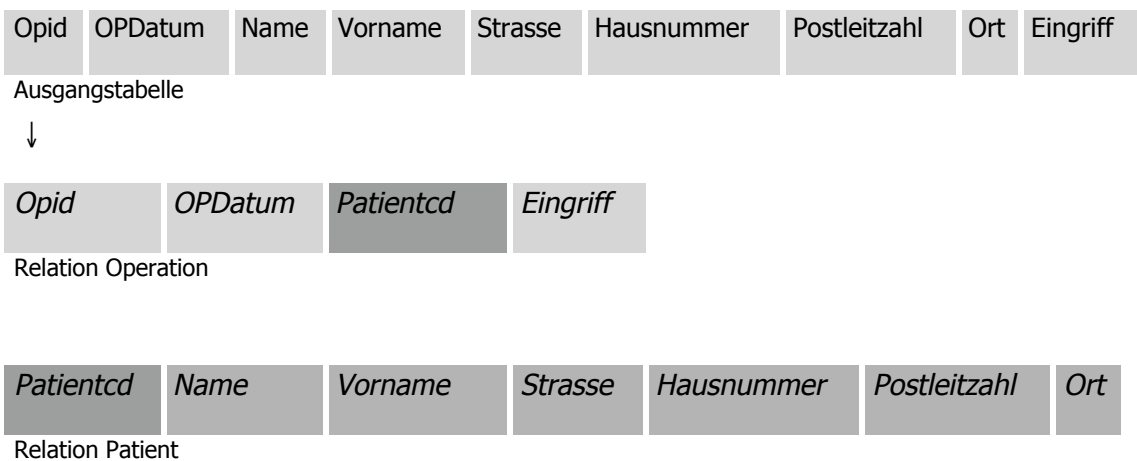 Opid OPDatum Name Vorname Strasse Hausnummer Postleitzahl Ort Eingriff
Ausgangstabelle
↓
Opid OPDatum Patientcd Eingriff
Relation Operation
Patientcd Name Vorname Strasse Hausnummer Postleitzahl Ort
Relation Patient